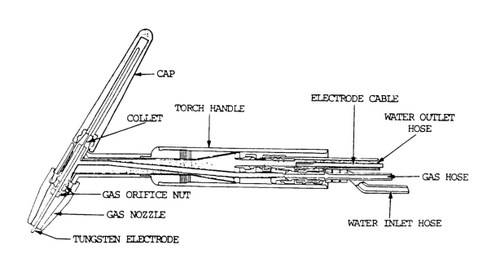 CAP
ELECTRODE CABLE
TORCH HANDLE
COLLET
WATER OUTLET
HOSE
GAS HOSE
GAS ORIFICE NUT
GAS NOZZLE
WATER INLET HOSE
TUNGSTEN ELECTRODE